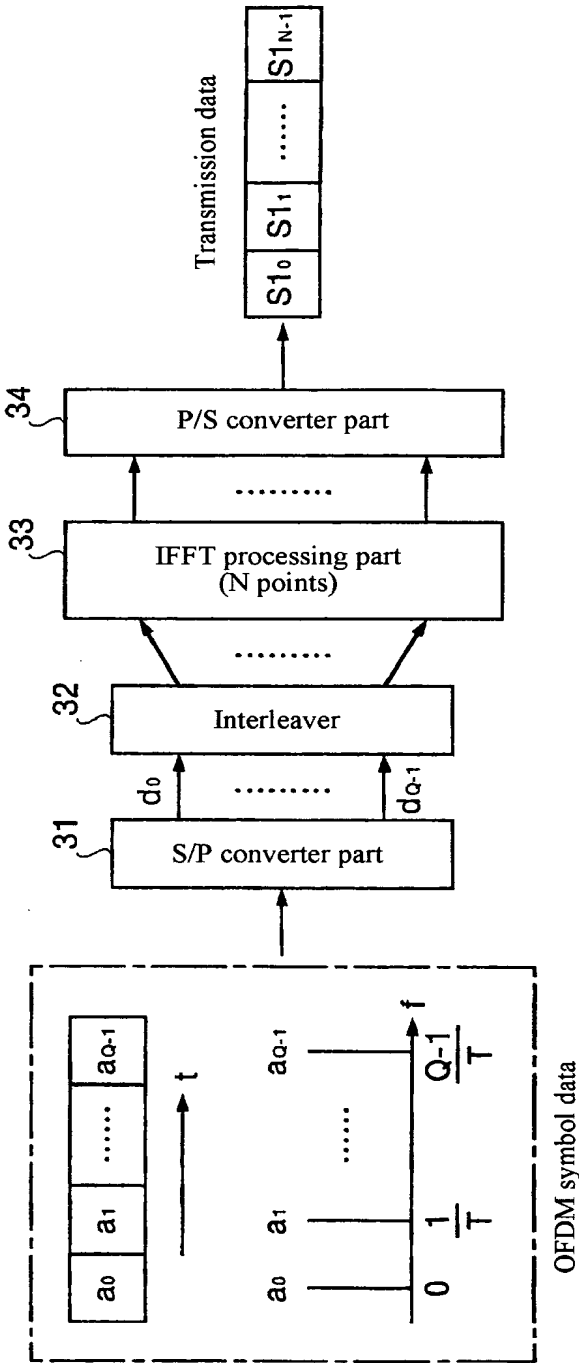 a0 a1 ...... aQ-1
t
a0 a1 ...... aQ-1
f
0 1/T Q-1/T
OFDM symbol data
31
S/P converter part
d0
.........
dQ-1
32
Interleaver
.........
33
IFFT processing part
(N points)
.........
34
P/S converter part
Transmission data
S10 S11 ...... S1N-1